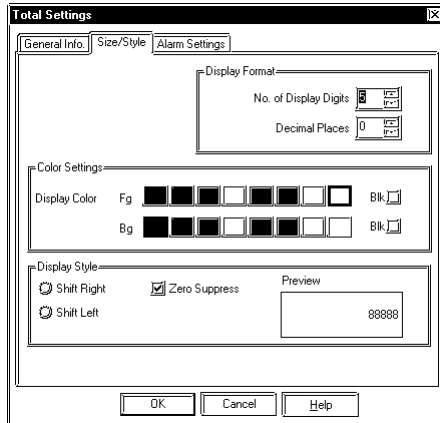 Total Settings
General Info. Size/Style Alarm Settings
Display Format
No. of Display Digits 5
Decimal Places 0
Color Settings
Display Color Fg Blk
Bg Blk
Display Style
Shift Right Zero Suppress Preview
Shift Left 88888
OK Cancel Help